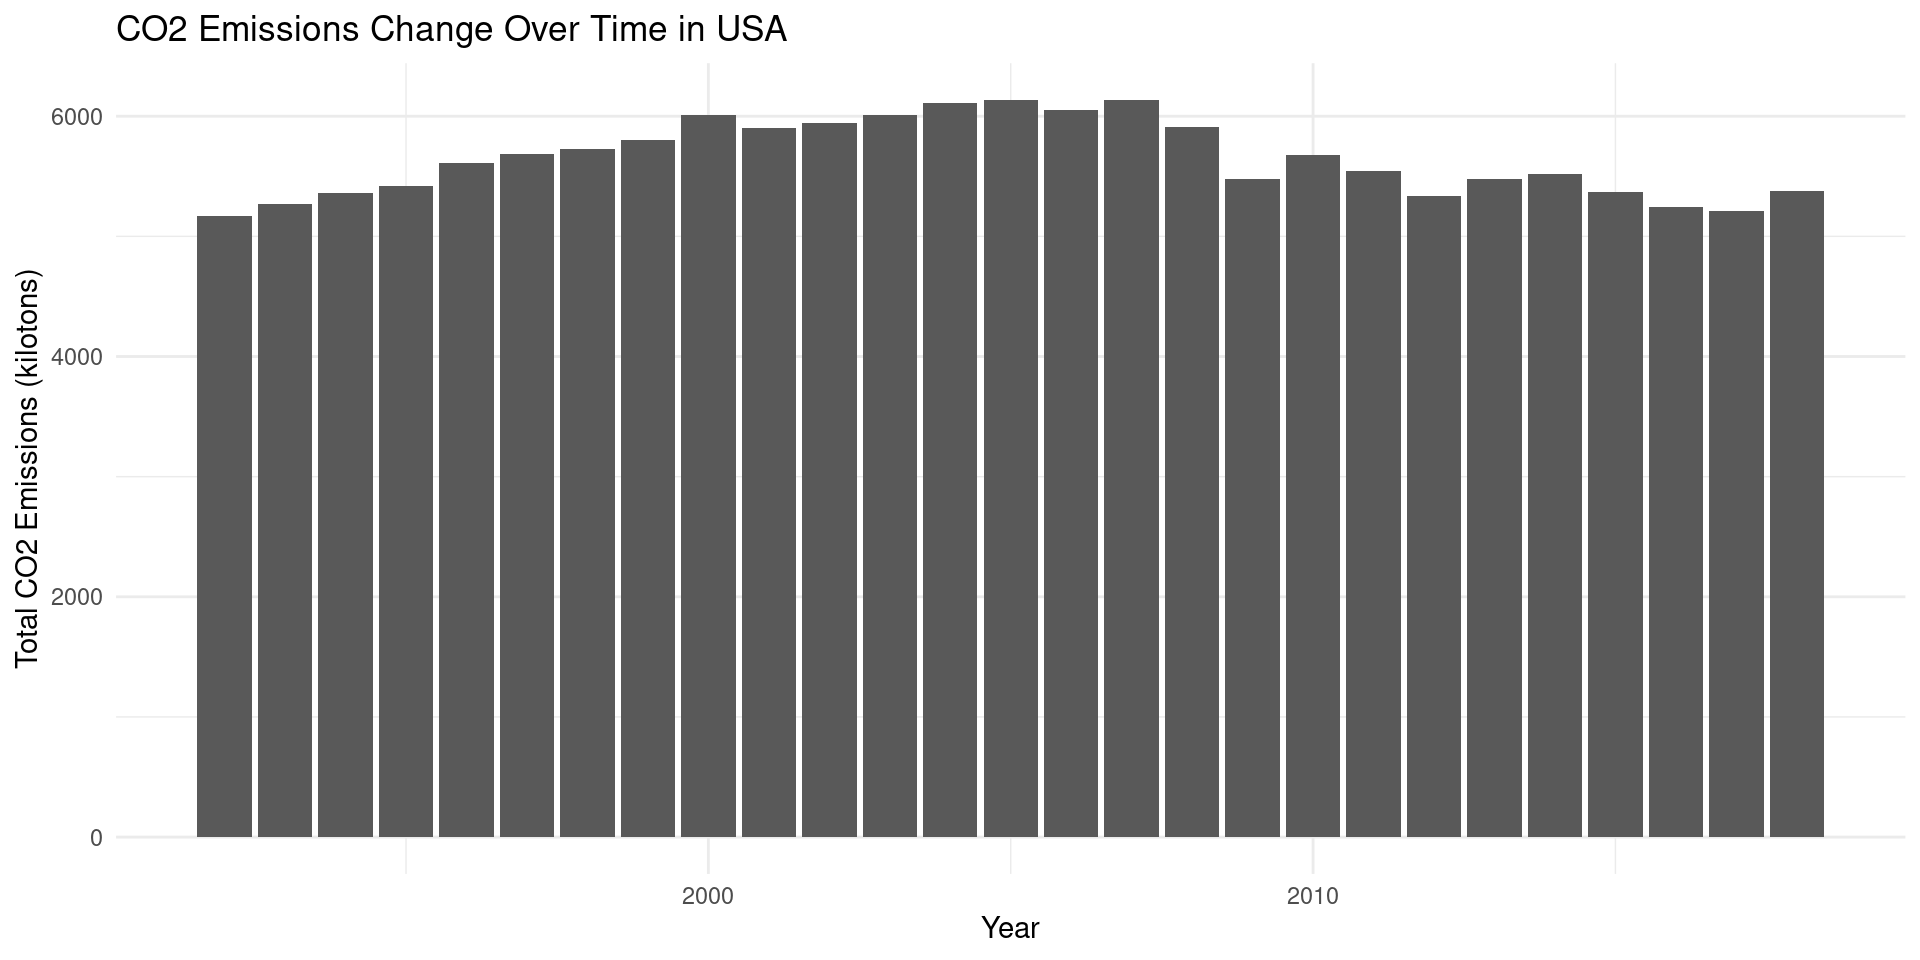 CO2 Emissions Change Over Time in USA
Total CO2 Emissions (kilotons)
6000
4000
2000
0
2000
2010
Year